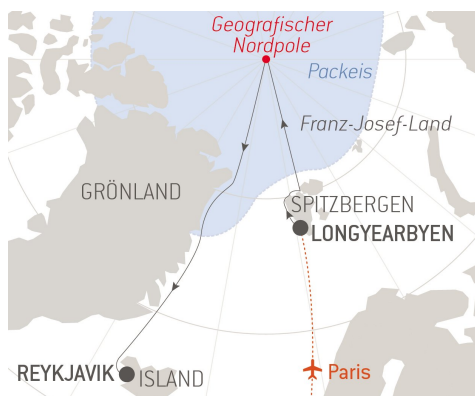 Geografischer
Nordpole
Packeis
Franz-Josef-Land
GRÖNLAND
SPITZBERGEN
LONGYEARBYEN
REYKJAVIK
ISLAND
Paris